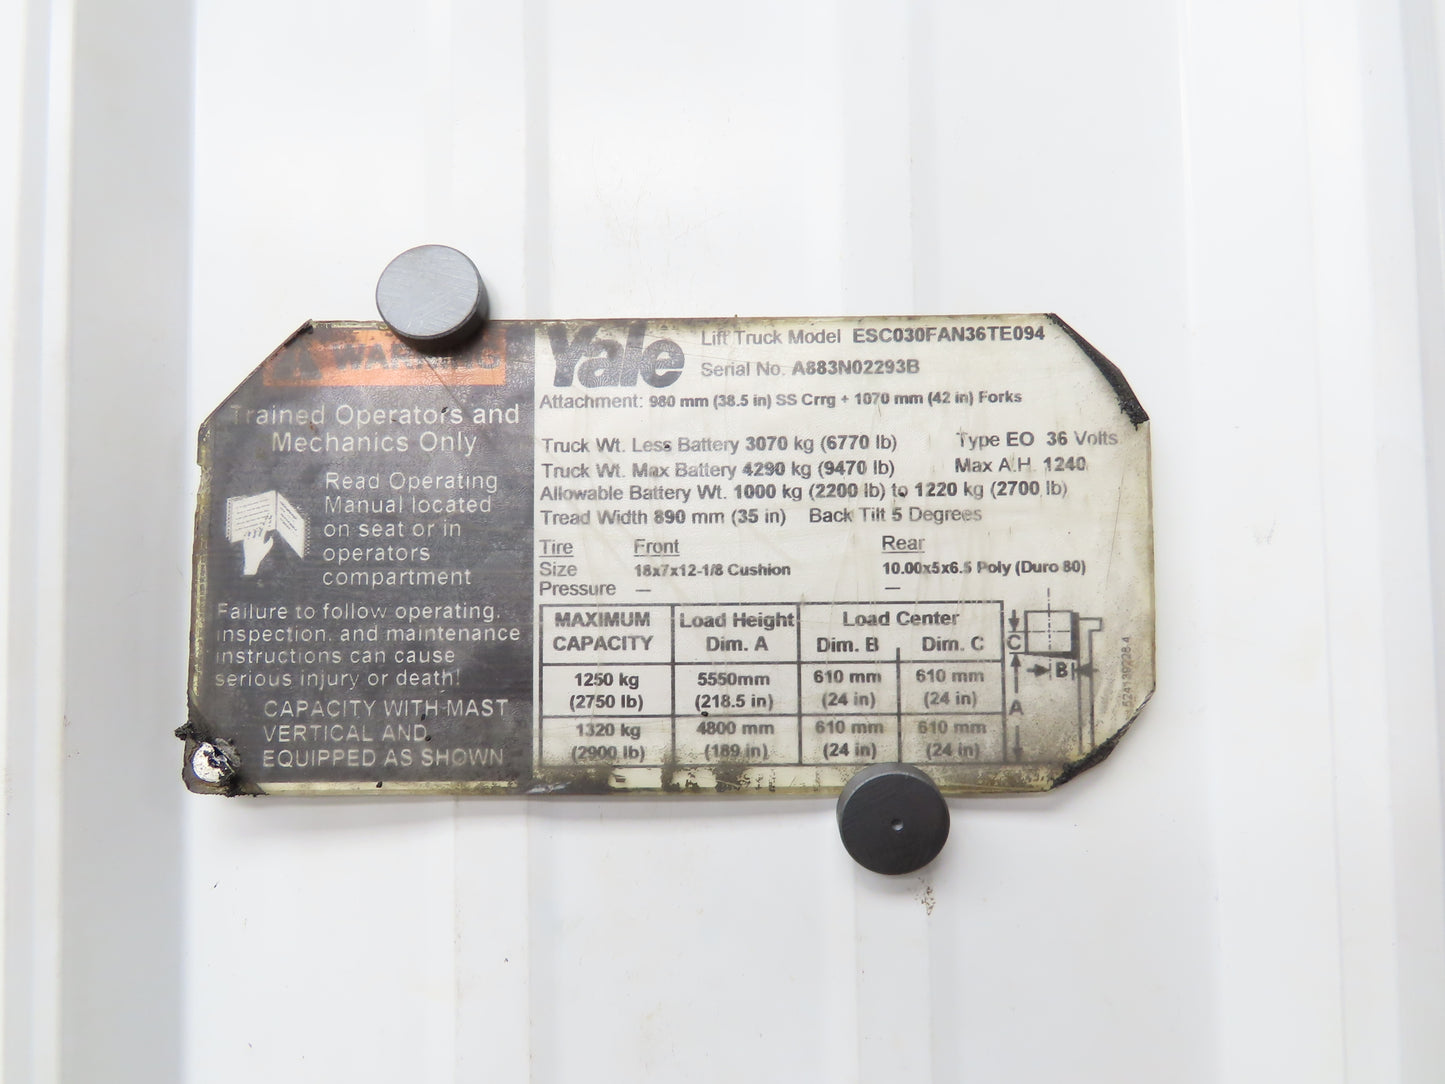 WARNING
Trained Operators and
Mechanics Only
Read Operating
Manual located
on seat or in
operators
compartment
Failure to follow operating,
inspection, and maintenance
instructions can cause
serious injury or death!
CAPACITY WITH MAST
VERTICAL AND
EQUIPPED AS SHOWN
Yale
Lift Truck Model ESC030FAN36TE094
Serial No. A883N02293B
Attachment: 980 mm (38.5 in) SS Crrg + 1070 mm (42 in) Forks
Truck Wt. Less Battery 3070 kg (6770 lb) Type EO 36 Volts
Truck Wt. Max Battery 4290 kg (9470 lb) Max A.H. 1240
Allowable Battery Wt. 1000 kg (2200 lb) to 1220 kg (2700 lb)
Tread Width 890 mm (35 in) Back Tilt 5 Degrees
Tire Front Rear
Size 18x7x12-1/8 Cushion 10.00x5x6.5 Poly (Duro 80)
Pressure — —
MAXIMUM Load Height Load Center
CAPACITY Dim. A Dim. B Dim. C
1250 kg 5550mm 610 mm 610 mm
(2750 lb) (218.5 in) (24 in) (24 in)
1320 kg 4800 mm 610 mm 610 mm
(2900 lb) (189 in) (24 in) (24 in)
C
B
A
524139228-4